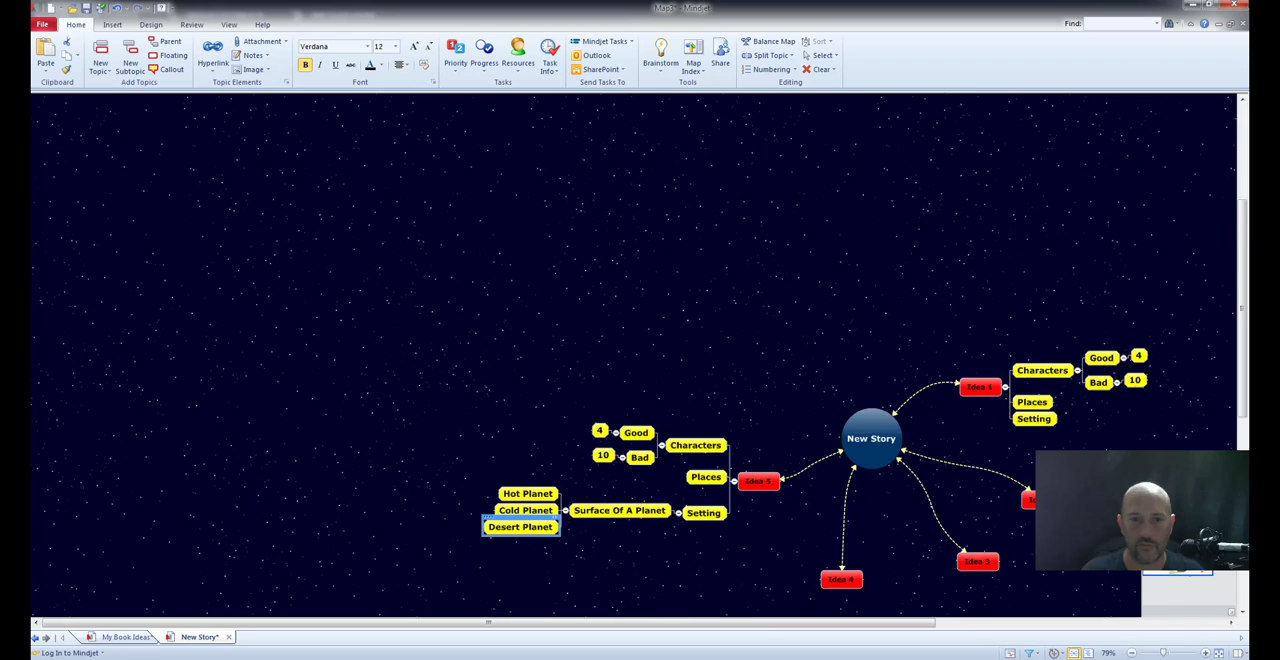 Map3* - Mindjet
File Home Insert Design Review View Help
Find:
Paste
Clipboard
New Topic
New Subtopic
Parent
Floating
Callout
Add Topics
Hyperlink
Attachment
Notes
Image
Topic Elements
Verdana 12
B I U ABC A
Font
Priority Progress Resources Task Info
Tasks
Mindjet Tasks
Outlook
SharePoint
Send Tasks To
Brainstorm Map Index Share
Tools
Balance Map Sort
Split Topic Select
Numbering Clear
Editing
Good 4
Characters
Bad 10
Idea 1
Places
Setting
New Story
4 Good
Characters
10 Bad
Places
Idea 5
Hot Planet
Cold Planet
Surface Of A Planet
Setting
Desert Planet
Idea 3
Idea 4
My Book Ideas New Story*
Log In to Mindjet
79%